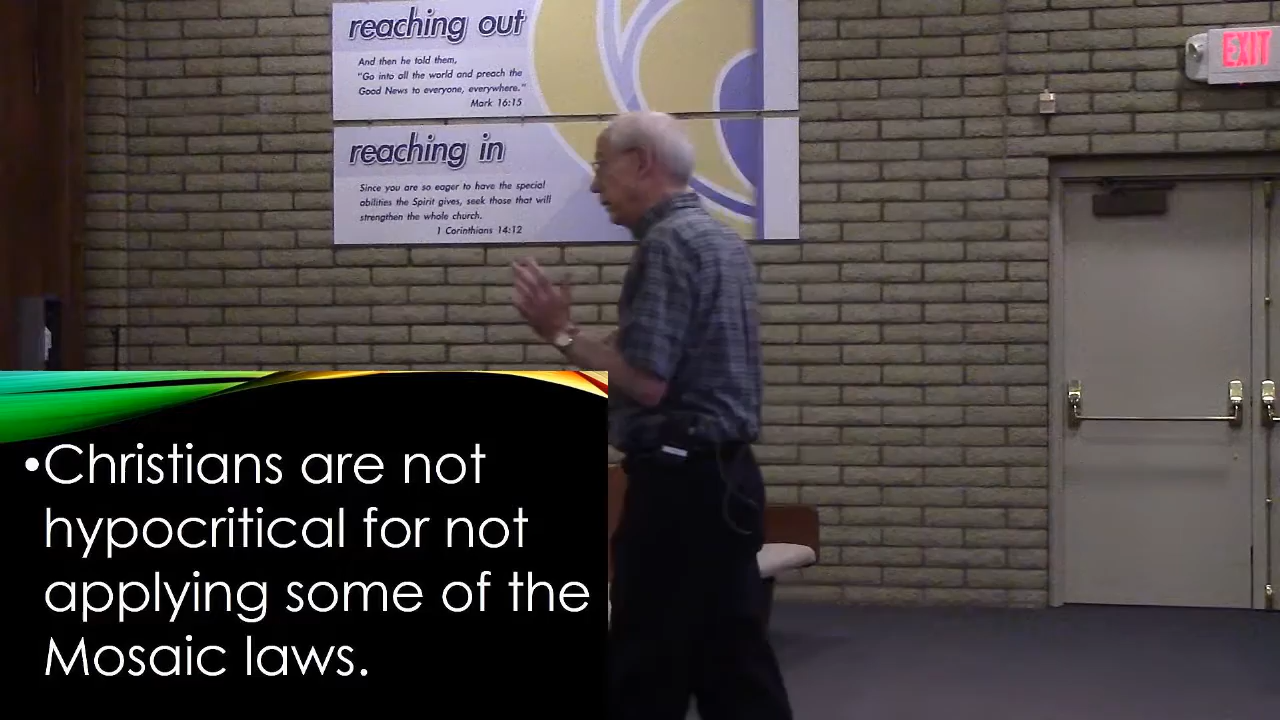 reaching out
And then he told them,
"Go into all the world and preach the
Good News to everyone, everywhere."
Mark 16:15
reaching in
Since you are so eager to have the special
abilities the Spirit gives, seek those that will
strengthen the whole church.
1 Corinthians 14:12
EXIT
•Christians are not
hypocritical for not
applying some of the
Mosaic laws.